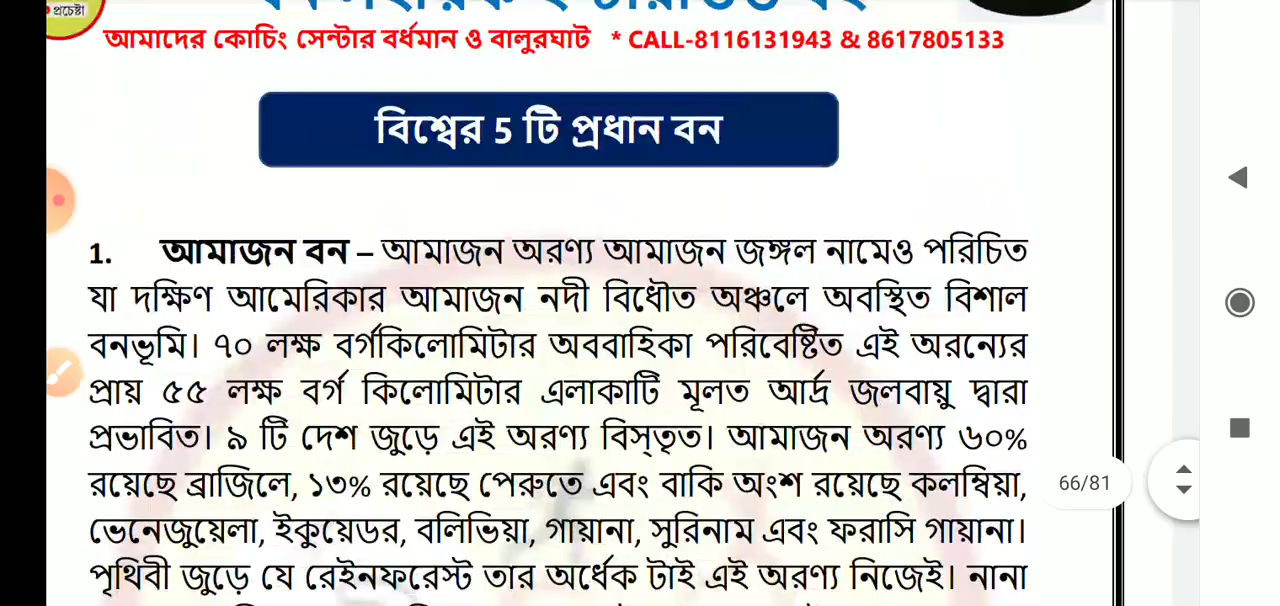 প্রচেষ্টা
আমাদের কোচিং সেন্টার বর্ধমান ও বালুরঘাট * CALL-8116131943 & 8617805133
বিশ্বের 5 টি প্রধান বন
1. আমাজন বন – আমাজন অরণ্য আমাজন জঙ্গল নামেও পরিচিত
যা দক্ষিণ আমেরিকার আমাজন নদী বিধৌত অঞ্চলে অবস্থিত বিশাল
বনভূমি। ৭০ লক্ষ বর্গকিলোমিটার অববাহিকা পরিবেষ্টিত এই অরন্যের
প্রায় ৫৫ লক্ষ বর্গ কিলোমিটার এলাকাটি মূলত আর্দ্র জলবায়ু দ্বারা
প্রভাবিত। ৯ টি দেশ জুড়ে এই অরণ্য বিস্তৃত। আমাজন অরণ্য ৬০%
রয়েছে ব্রাজিলে, ১৩% রয়েছে পেরুতে এবং বাকি অংশ রয়েছে কলম্বিয়া,
ভেনেজুয়েলা, ইকুয়েডর, বলিভিয়া, গায়ানা, সুরিনাম এবং ফরাসি গায়ানা।
পৃথিবী জুড়ে যে রেইনফরেস্ট তার অর্ধেক টাই এই অরণ্য নিজেই। নানা
66/81